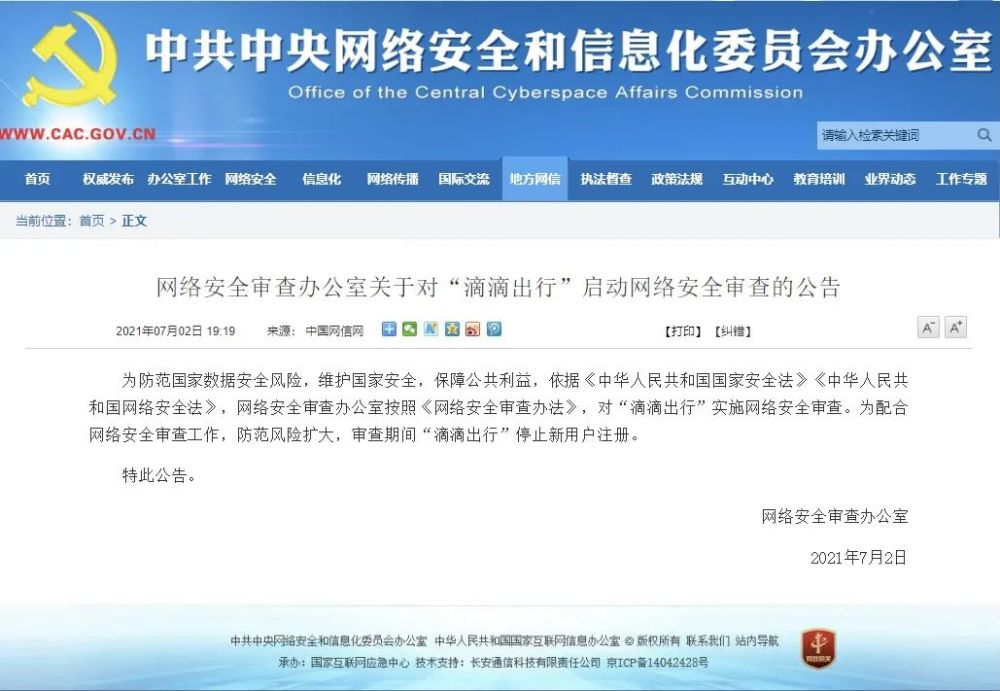 中共中央网络安全和信息化委员会办公室
Office of the Central Cyberspace Affairs Commission
WWW.CAC.GOV.CN
请输入检索关键词
首页 权威发布 办公室工作 网络安全 信息化 网络传播 国际交流 地方网信 执法督查 政策法规 互动中心 教育培训 业界动态 工作专题
当前位置：首页 > 正文
网络安全审查办公室关于对“滴滴出行”启动网络安全审查的公告
2021年07月02日 19:19 来源： 中国网信网 【打印】【纠错】 A- A+
为防范国家数据安全风险，维护国家安全，保障公共利益，依据《中华人民共和国国家安全法》《中华人民共
和国网络安全法》，网络安全审查办公室按照《网络安全审查办法》，对“滴滴出行”实施网络安全审查。为配合
网络安全审查工作，防范风险扩大，审查期间“滴滴出行”停止新用户注册。
特此公告。
网络安全审查办公室
2021年7月2日
中共中央网络安全和信息化委员会办公室 中华人民共和国国家互联网信息办公室 © 版权所有 联系我们 站内导航
承办：国家互联网应急中心 技术支持：长安通信科技有限责任公司 京ICP备14042428号
党政机关